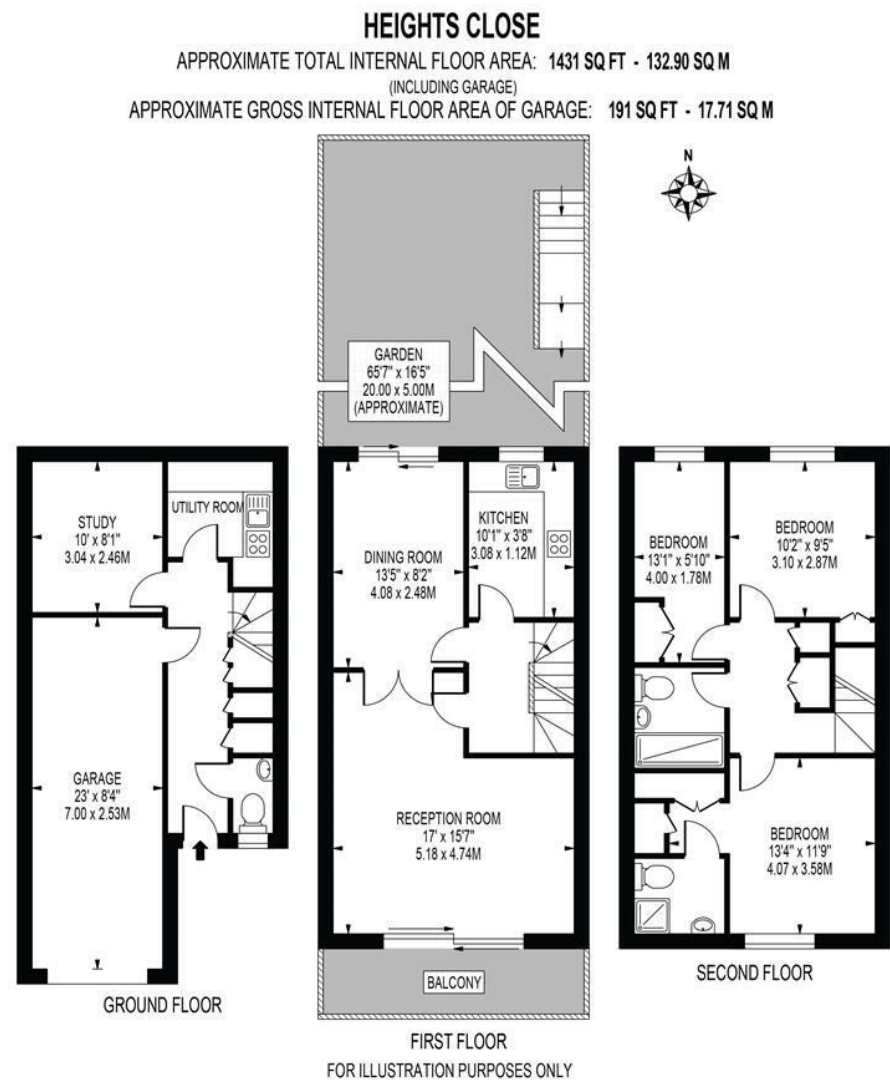 HEIGHTS CLOSE
APPROXIMATE TOTAL INTERNAL FLOOR AREA: 1431 SQ FT - 132.90 SQ M
(INCLUDING GARAGE)
APPROXIMATE GROSS INTERNAL FLOOR AREA OF GARAGE: 191 SQ FT - 17.71 SQ M
N
GARDEN
65'7" x 16'5"
20.00 x 5.00M
(APPROXIMATE)
STUDY
10' x 8'1"
3.04 x 2.46M
UTILITY ROOM
GARAGE
23' x 8'4"
7.00 x 2.53M
GROUND FLOOR
DINING ROOM
13'5" x 8'2"
4.08 x 2.48M
KITCHEN
10'1" x 3'8"
3.08 x 1.12M
RECEPTION ROOM
17' x 15'7"
5.18 x 4.74M
BALCONY
FIRST FLOOR
BEDROOM
13'1" x 5'10"
4.00 x 1.78M
BEDROOM
10'2" x 9'5"
3.10 x 2.87M
BEDROOM
13'4" x 11'9"
4.07 x 3.58M
SECOND FLOOR
FOR ILLUSTRATION PURPOSES ONLY